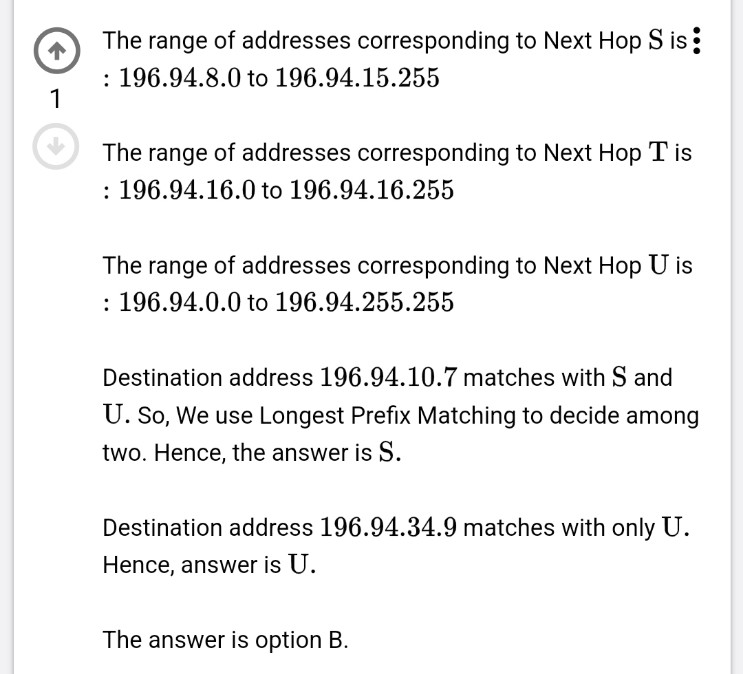 The range of addresses corresponding to Next Hop S is
: 196.94.8.0 to 196.94.15.255
1
The range of addresses corresponding to Next Hop T is
: 196.94.16.0 to 196.94.16.255
The range of addresses corresponding to Next Hop U is
: 196.94.0.0 to 196.94.255.255
Destination address 196.94.10.7 matches with S and
U. So, We use Longest Prefix Matching to decide among
two. Hence, the answer is S.
Destination address 196.94.34.9 matches with only U.
Hence, answer is U.
The answer is option B.